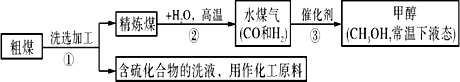 粗煤
洗选加工
①
精炼煤
+H₂O,高温
②
水煤气
(CO和H₂)
催化剂
③
甲醇
(CH₃OH,常温下液态)
含硫化合物的洗液,用作化工原料